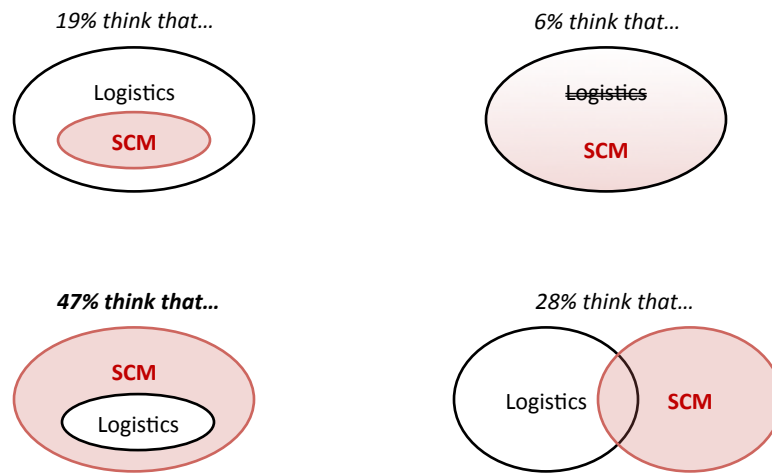 19% think that…
6% think that…
Logistics
SCM
Logistics
SCM
47% think that…
28% think that…
SCM
Logistics
Logistics
SCM